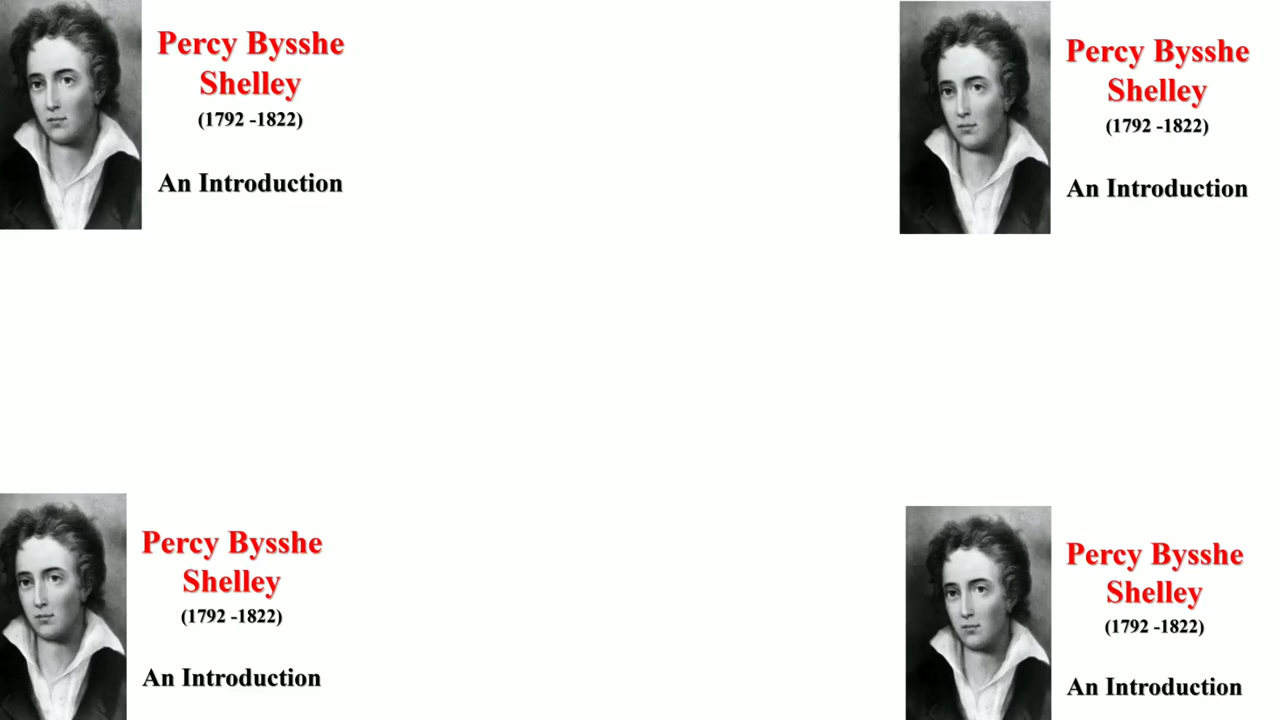 Percy Bysshe
Shelley
(1792 -1822)
An Introduction
Percy Bysshe
Shelley
(1792 -1822)
An Introduction
Percy Bysshe
Shelley
(1792 -1822)
An Introduction
Percy Bysshe
Shelley
(1792 -1822)
An Introduction